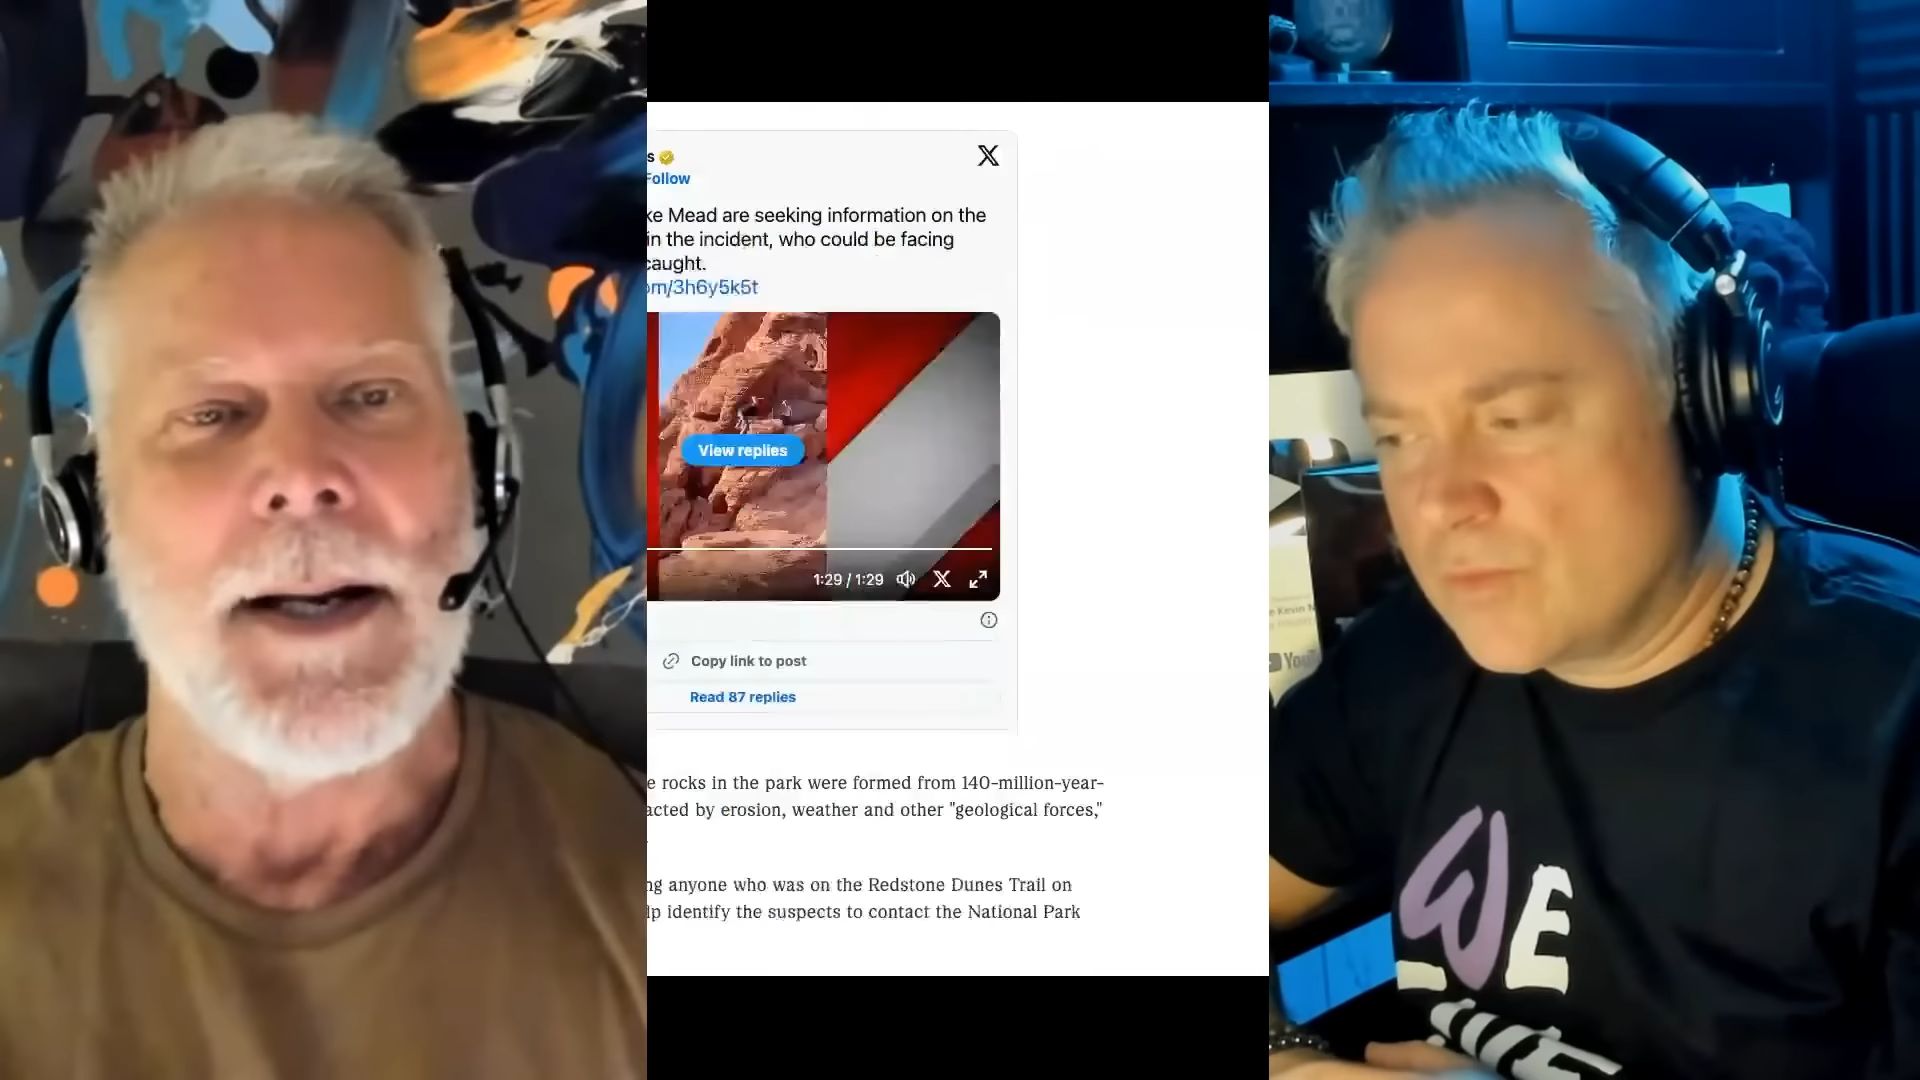 s
Follow
ke Mead are seeking information on the
in the incident, who could be facing
caught.
om/3h6y5k5t
View replies
1:29 / 1:29
Copy link to post
Read 87 replies
e rocks in the park were formed from 140-million-year-
acted by erosion, weather and other "geological forces,"
ng anyone who was on the Redstone Dunes Trail on
lp identify the suspects to contact the National Park
e Kevin N
YouT
WE